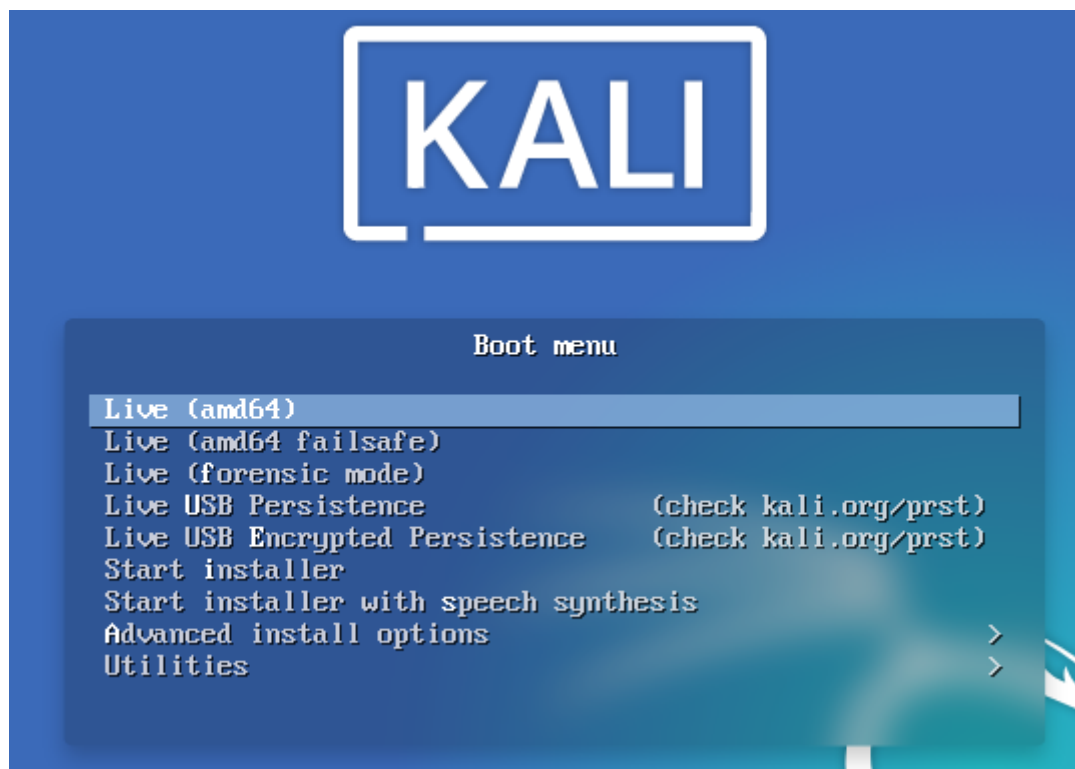 KALI
Boot menu
Live (amd64)
Live (amd64 failsafe)
Live (forensic mode)
Live USB Persistence (check kali.org/prst)
Live USB Encrypted Persistence (check kali.org/prst)
Start installer
Start installer with speech synthesis
Advanced install options >
Utilities >